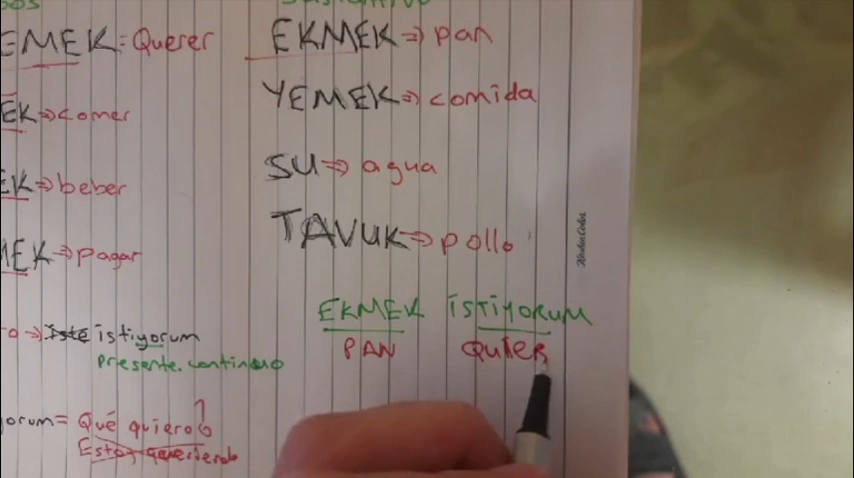 EMEK = Querer
EK => comer
EK => beber
MEK => pagar
o => istiyorum
Presente. continuo
orum = Qué quiero?
EKMEK => pan
YEMEK => comida
SU => agua
TAVUK => pollo
EKMEK İSTİYORUM
PAN QUIER